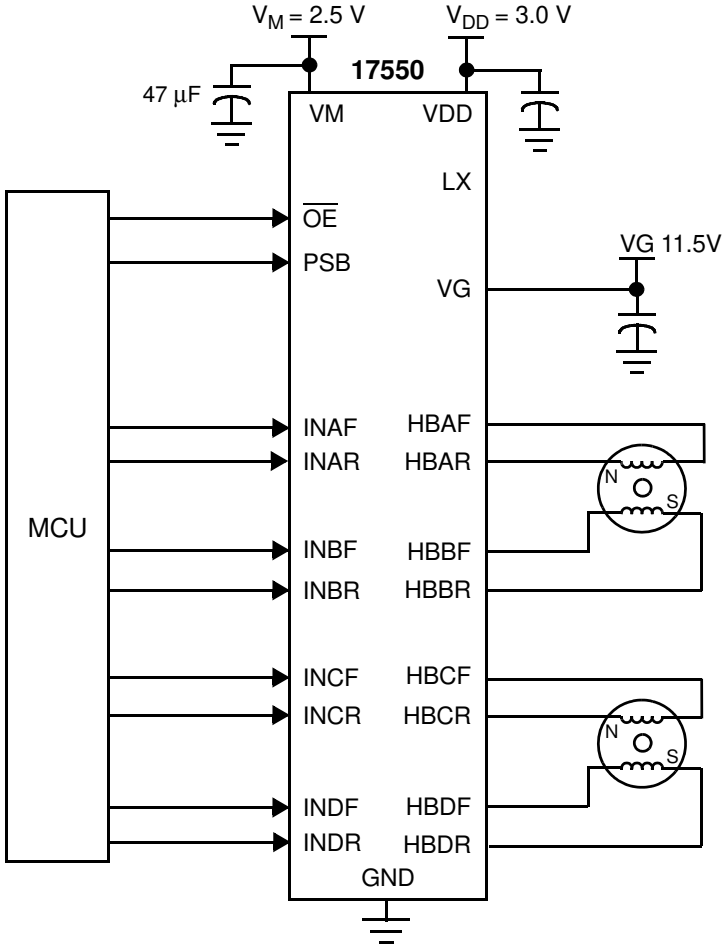 V_M = 2.5 V
V_DD = 3.0 V
17550
47 μF
VM
VDD
LX
O̅E̅
PSB
VG 11.5V
VG
INAF
HBAF
INAR
HBAR
N
S
MCU
INBF
HBBF
INBR
HBBR
INCF
HBCF
INCR
HBCR
N
S
INDF
HBDF
INDR
HBDR
GND